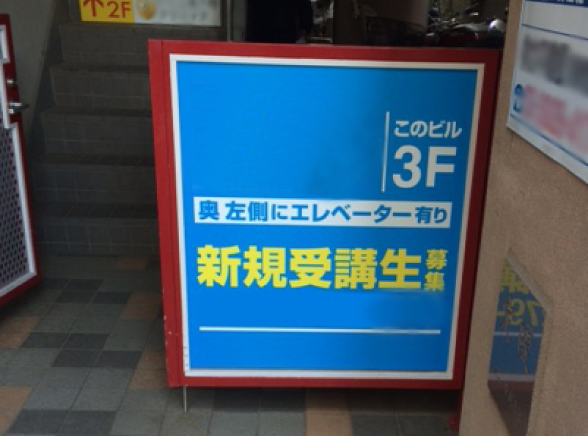 2F
このビル
3F
奥 左側にエレベーター有り
新規受講生募集